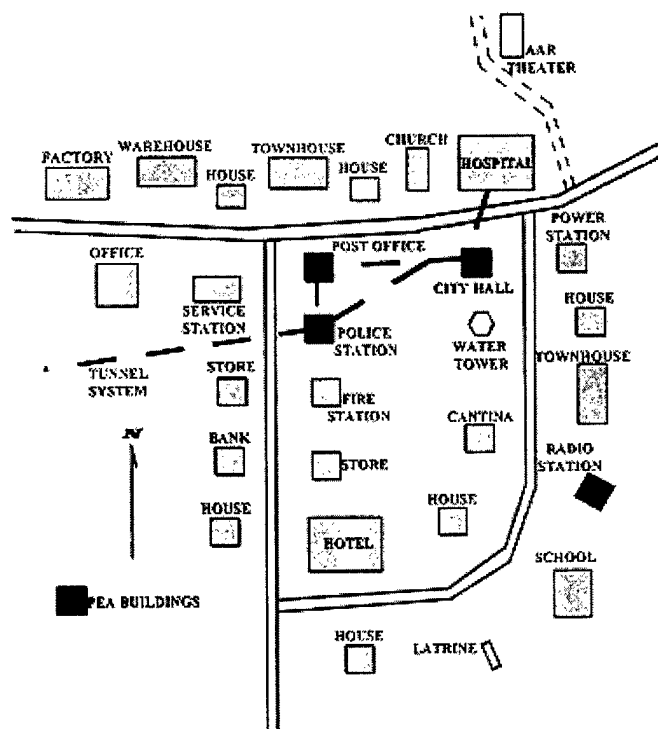 AAR
THEATER
CHURCH
WAREHOUSE
TOWNHOUSE
FACTORY
HOUSE
HOUSE
HOSPITAL
POWER
STATION
OFFICE
POST OFFICE
CITY HALL
HOUSE
SERVICE
STATION
POLICE
STATION
WATER
TOWER
TUNNEL
SYSTEM
STORE
TOWNHOUSE
FIRE
STATION
CANTINA
N
BANK
STORE
RADIO
STATION
HOUSE
HOUSE
HOTEL
SCHOOL
PEA BUILDINGS
HOUSE
LATRINE